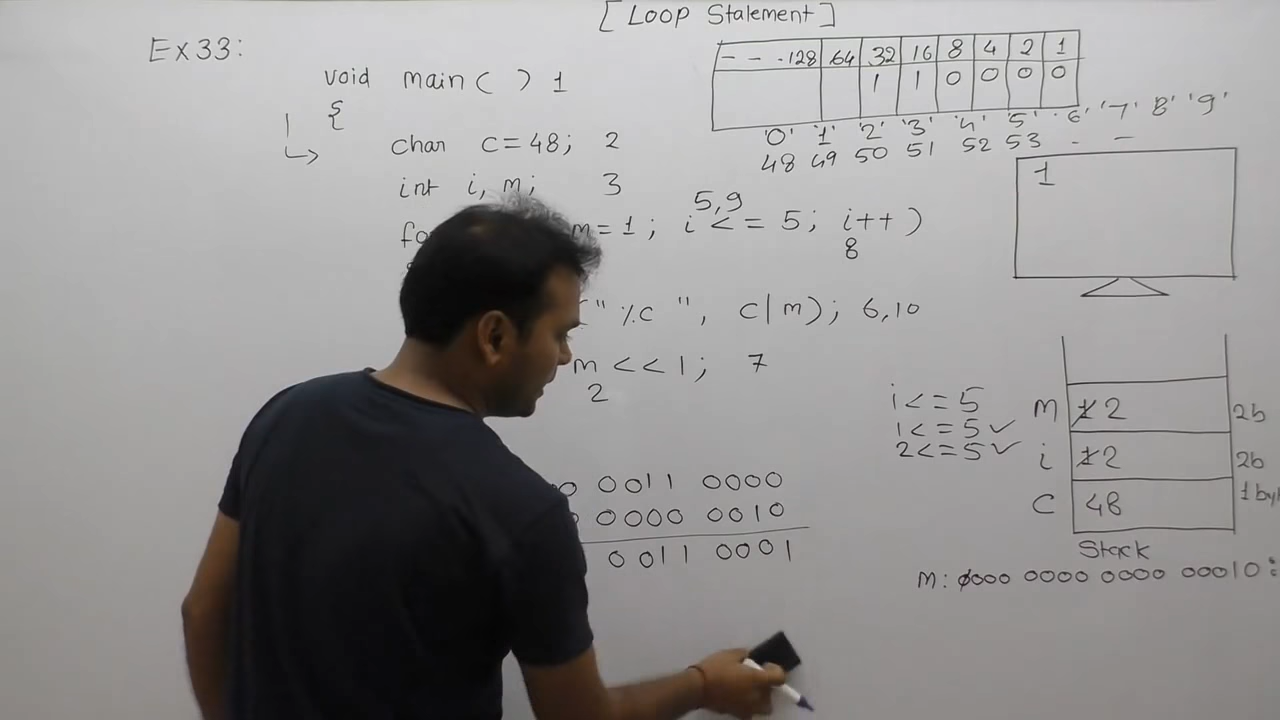 [ Loop Statement ]
Ex33:
void main( ) 1
{
char c=48; 2
int i, m; 3
5,9
fo m=1; i <= 5; i++ )
8
" %c ", c|m); 6,10
m <<1; 7
2
0 0011 0000
0000 0010
0011 0001
- - - 128 64 32 16 8 4 2 1
1 1 0 0 0 0
'0' '1' '2' '3' '4' '5' '6' '7' '8' '9'
48 49 50 51 52 53 - -
1
i<=5
1<=5 ✓
2<=5 ✓
m 1 2 2b
i 1 2 2b
C 48 1 by
Stack
m: 0000 0000 0000 00010 :